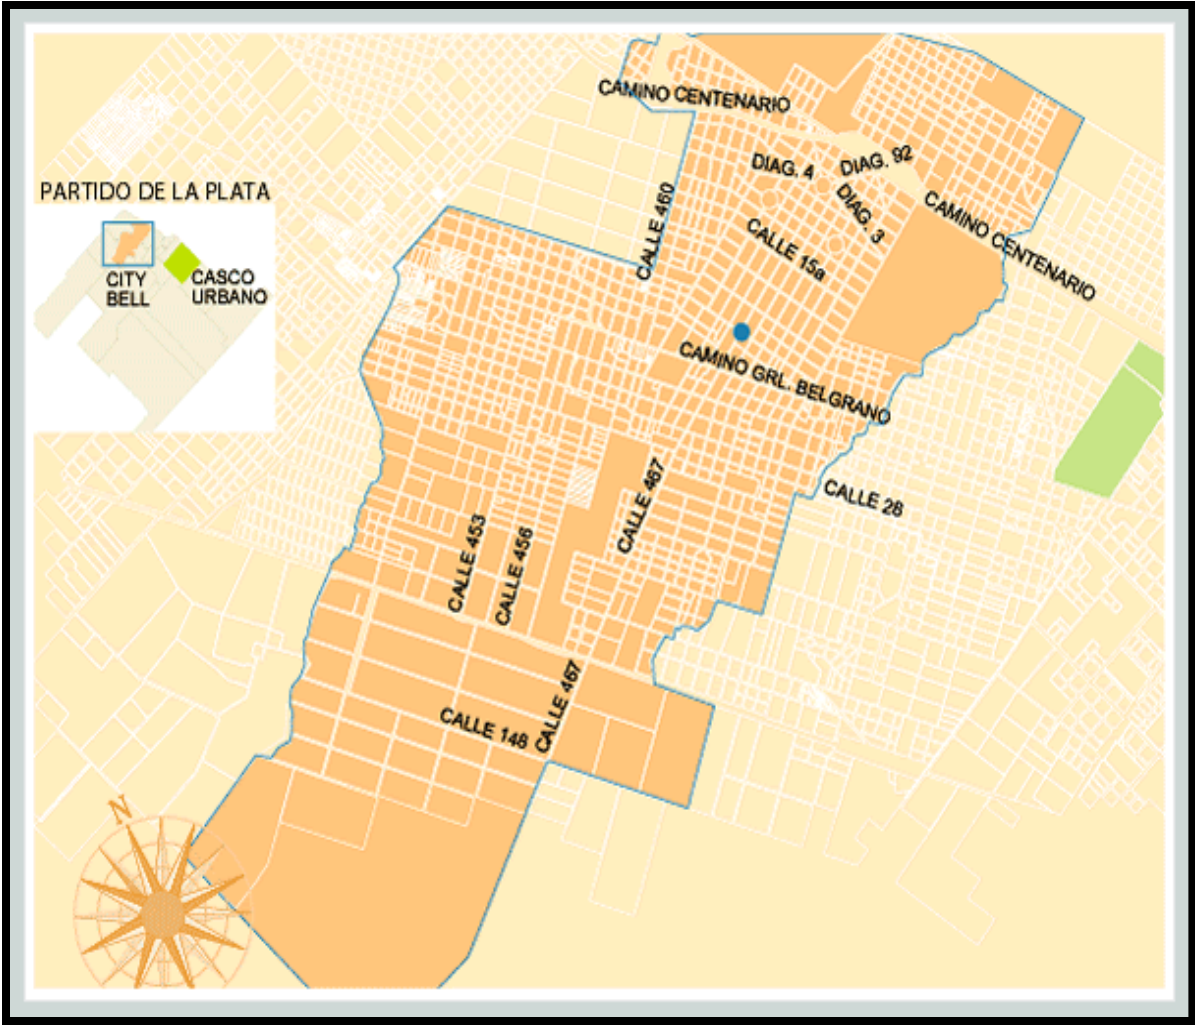 CAMINO CENTENARIO
DIAG. 4
DIAG. 92
PARTIDO DE LA PLATA
CALLE 460
DIAG. 3
CAMINO CENTENARIO
CALLE 15a
CITY
BELL
CASCO
URBANO
CAMINO GRL. BELGRANO
CALLE 467
CALLE 28
CALLE 453
CALLE 456
CALLE 467
CALLE 148
N